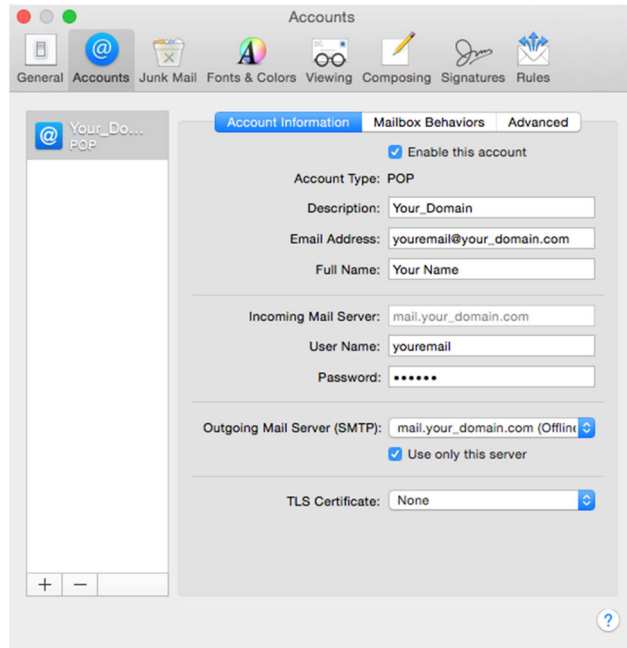 Accounts
General Accounts Junk Mail Fonts & Colors Viewing Composing Signatures Rules
Your_Do...
POP
Account Information Mailbox Behaviors Advanced
Enable this account
Account Type: POP
Description: Your_Domain
Email Address: youremail@your_domain.com
Full Name: Your Name
Incoming Mail Server: mail.your_domain.com
User Name: youremail
Password: ••••••
Outgoing Mail Server (SMTP): mail.your_domain.com (Offline
Use only this server
TLS Certificate: None
+ −
?